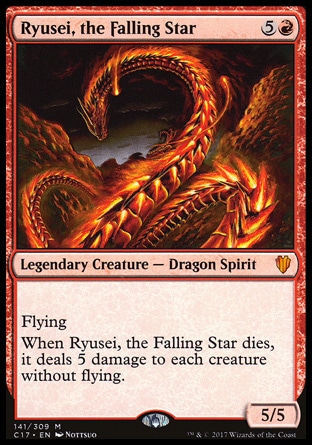 Ryusei, the Falling Star 5
Legendary Creature — Dragon Spirit
Flying
When Ryusei, the Falling Star dies,
it deals 5 damage to each creature
without flying.
5/5
141/309 M
C17 • EN NOTTSUO
™ & © 2017 Wizards of the Coast